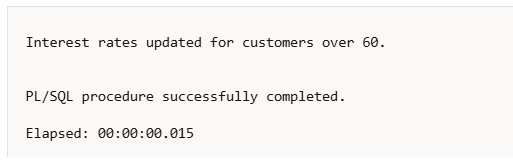 Interest rates updated for customers over 60.
PL/SQL procedure successfully completed.
Elapsed: 00:00:00.015